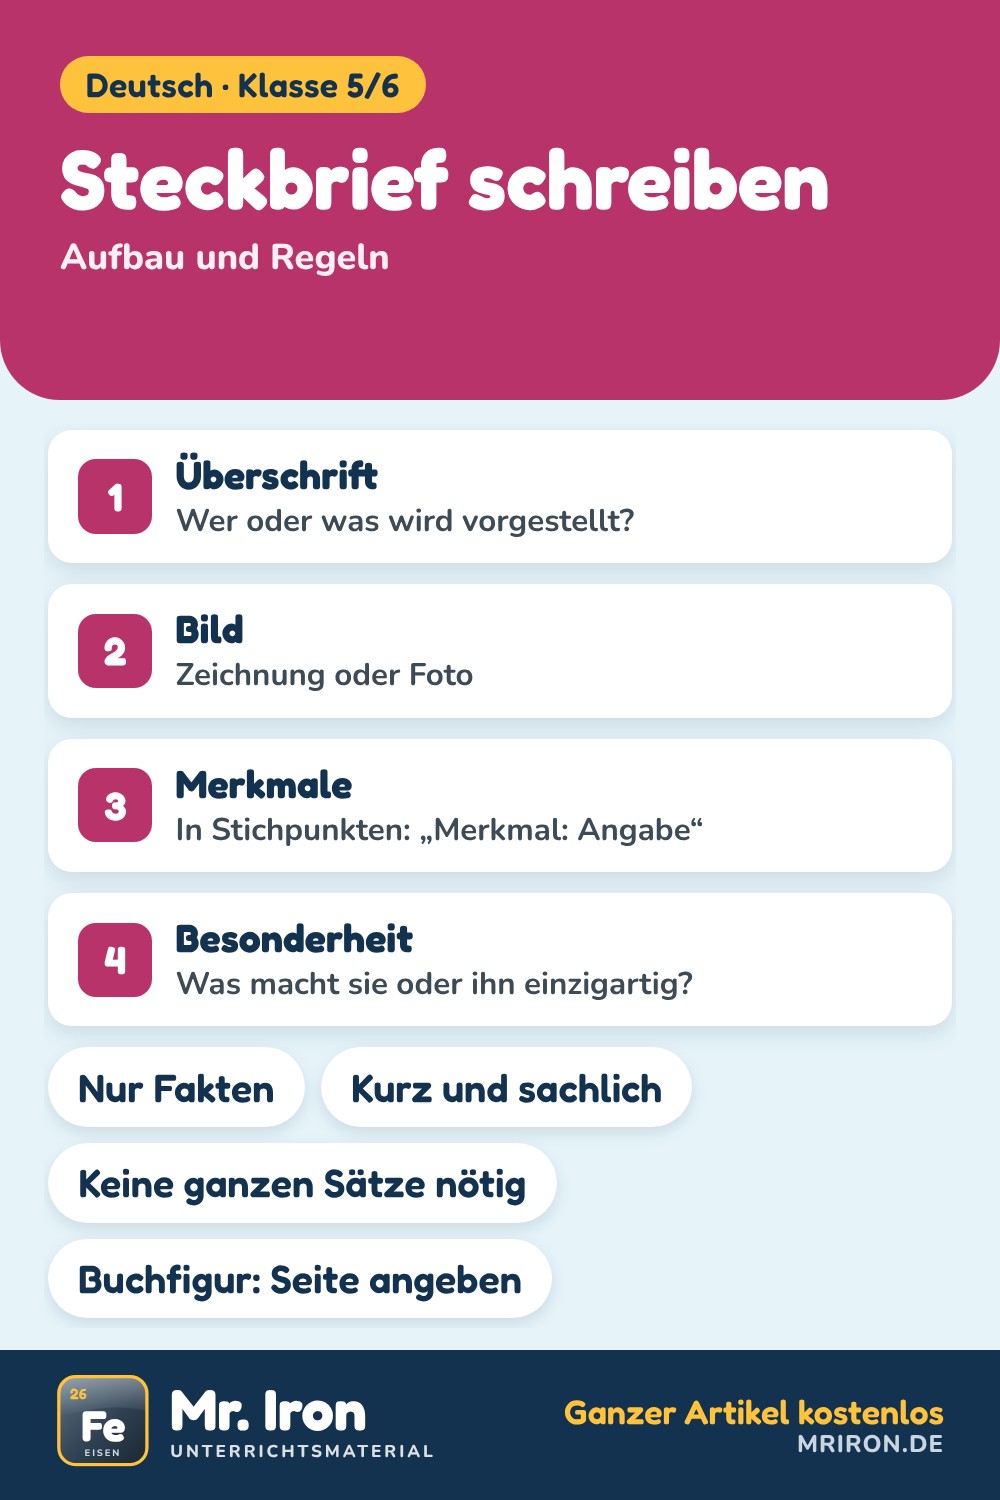 Deutsch · Klasse 5/6
Steckbrief schreiben
Aufbau und Regeln
1
Überschrift
Wer oder was wird vorgestellt?
2
Bild
Zeichnung oder Foto
3
Merkmale
In Stichpunkten: „Merkmal: Angabe“
4
Besonderheit
Was macht sie oder ihn einzigartig?
Nur Fakten
Kurz und sachlich
Keine ganzen Sätze nötig
Buchfigur: Seite angeben
26
Fe
EISEN
Mr. Iron
UNTERRICHTSMATERIAL
Ganzer Artikel kostenlos
MRIRON.DE